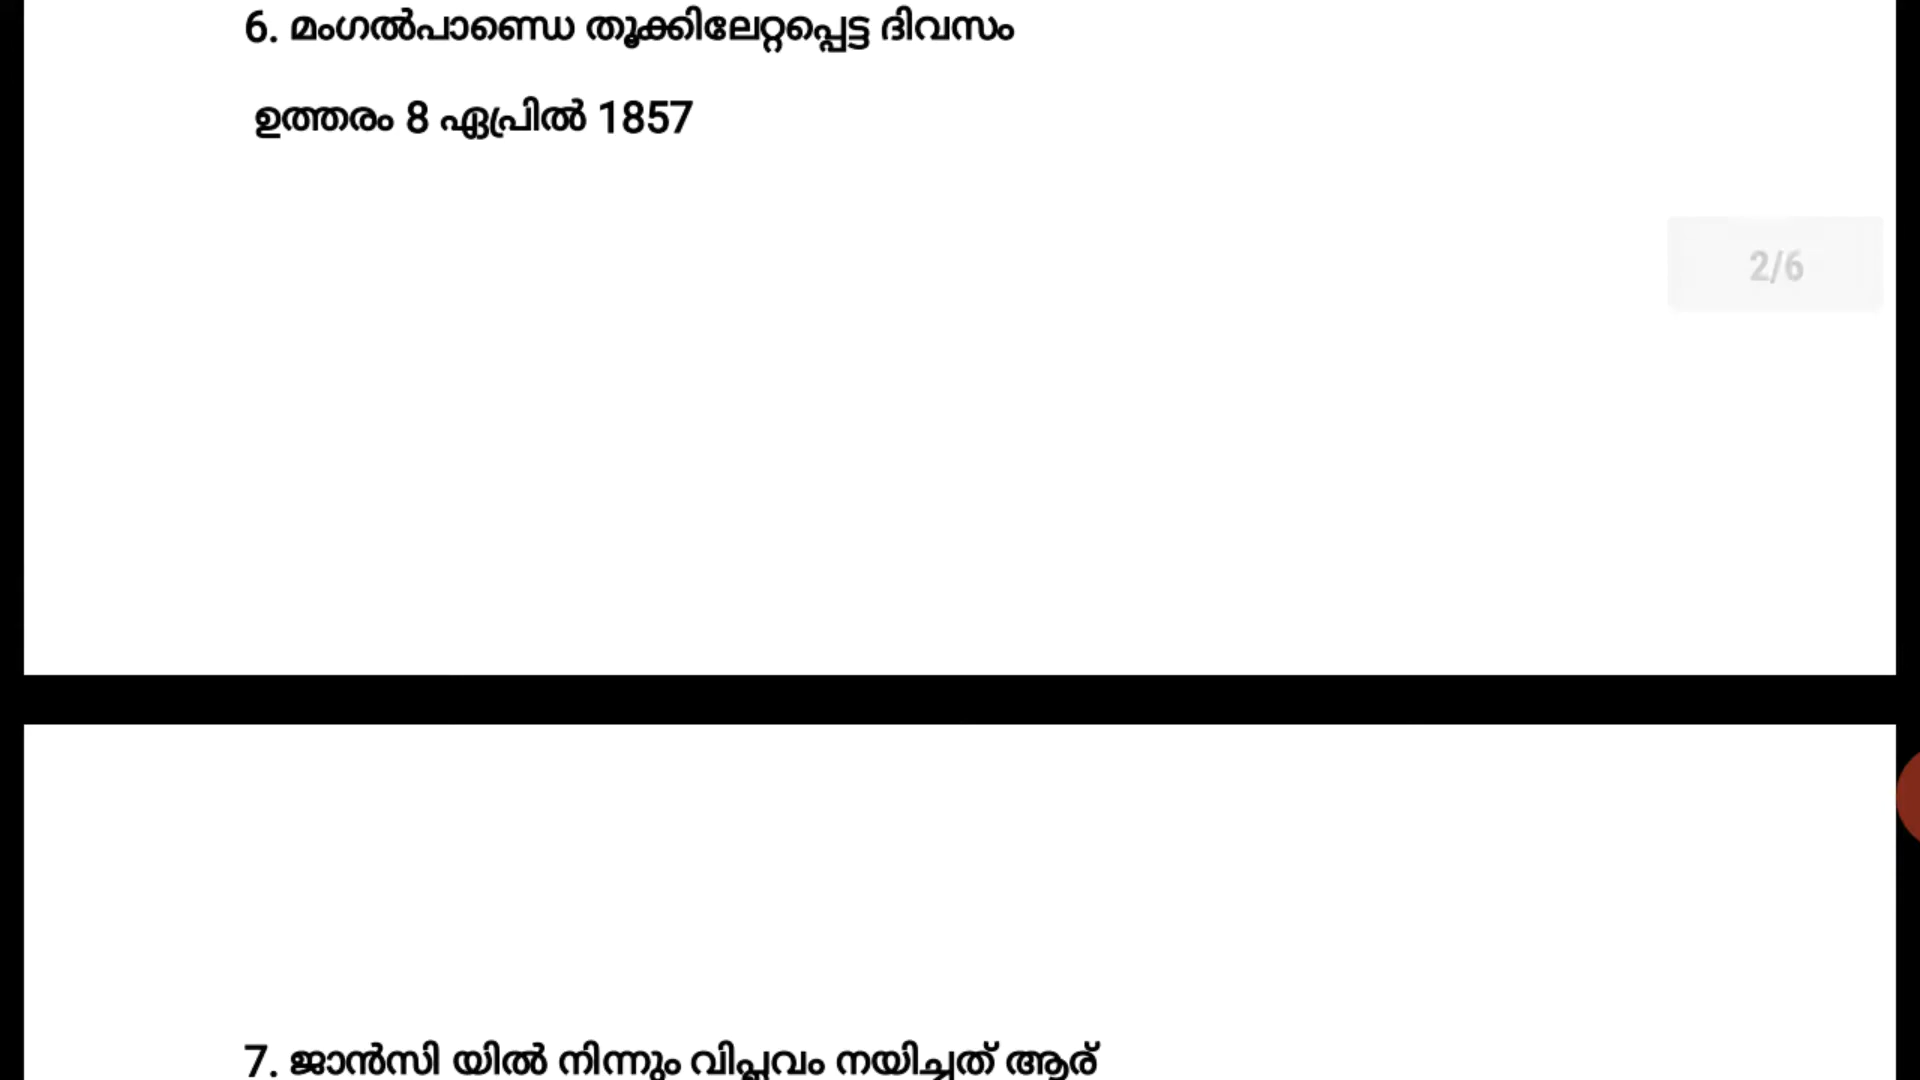 6. മംഗൽപാണ്ഡെ തൂക്കിലേറ്റപ്പെട്ട ദിവസം
ഉത്തരം 8 ഏപ്രിൽ 1857
2/6
7. ജാൻസി യിൽ നിന്നും വിപ്ലവം നയിച്ചത് ആര്